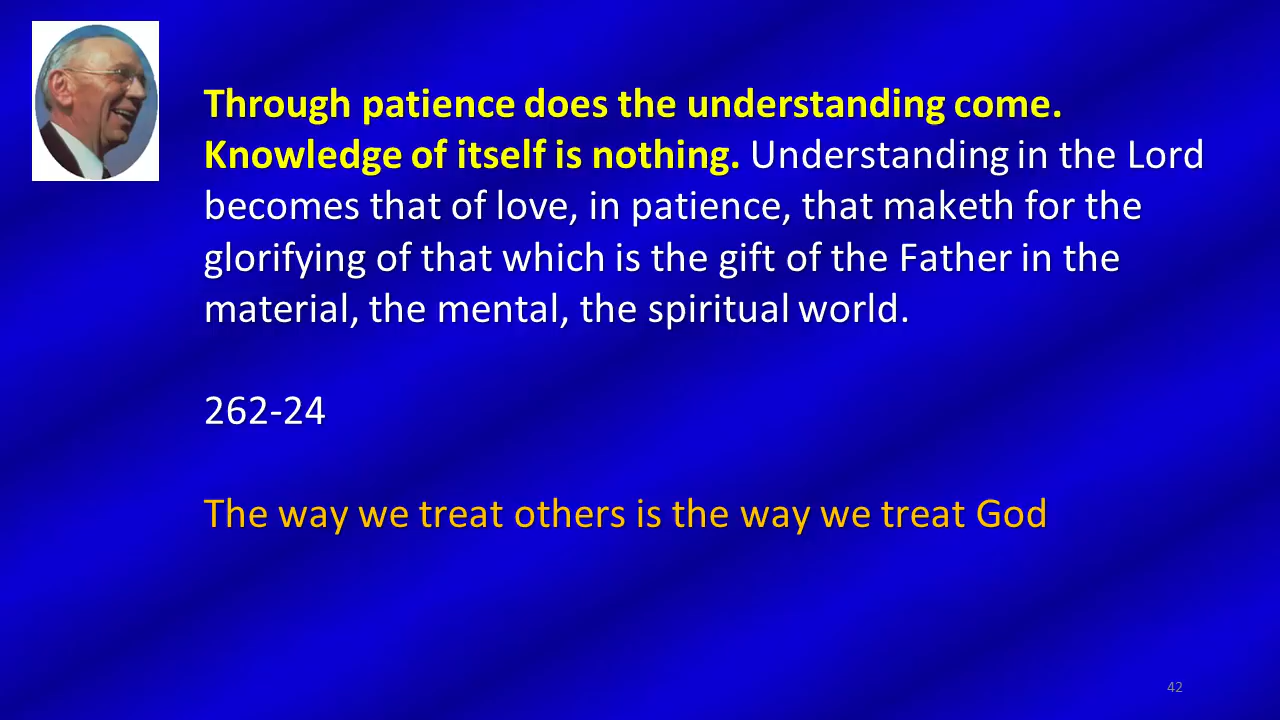 Through patience does the understanding come.
Knowledge of itself is nothing. Understanding in the Lord
becomes that of love, in patience, that maketh for the
glorifying of that which is the gift of the Father in the
material, the mental, the spiritual world.
262-24
The way we treat others is the way we treat God
42